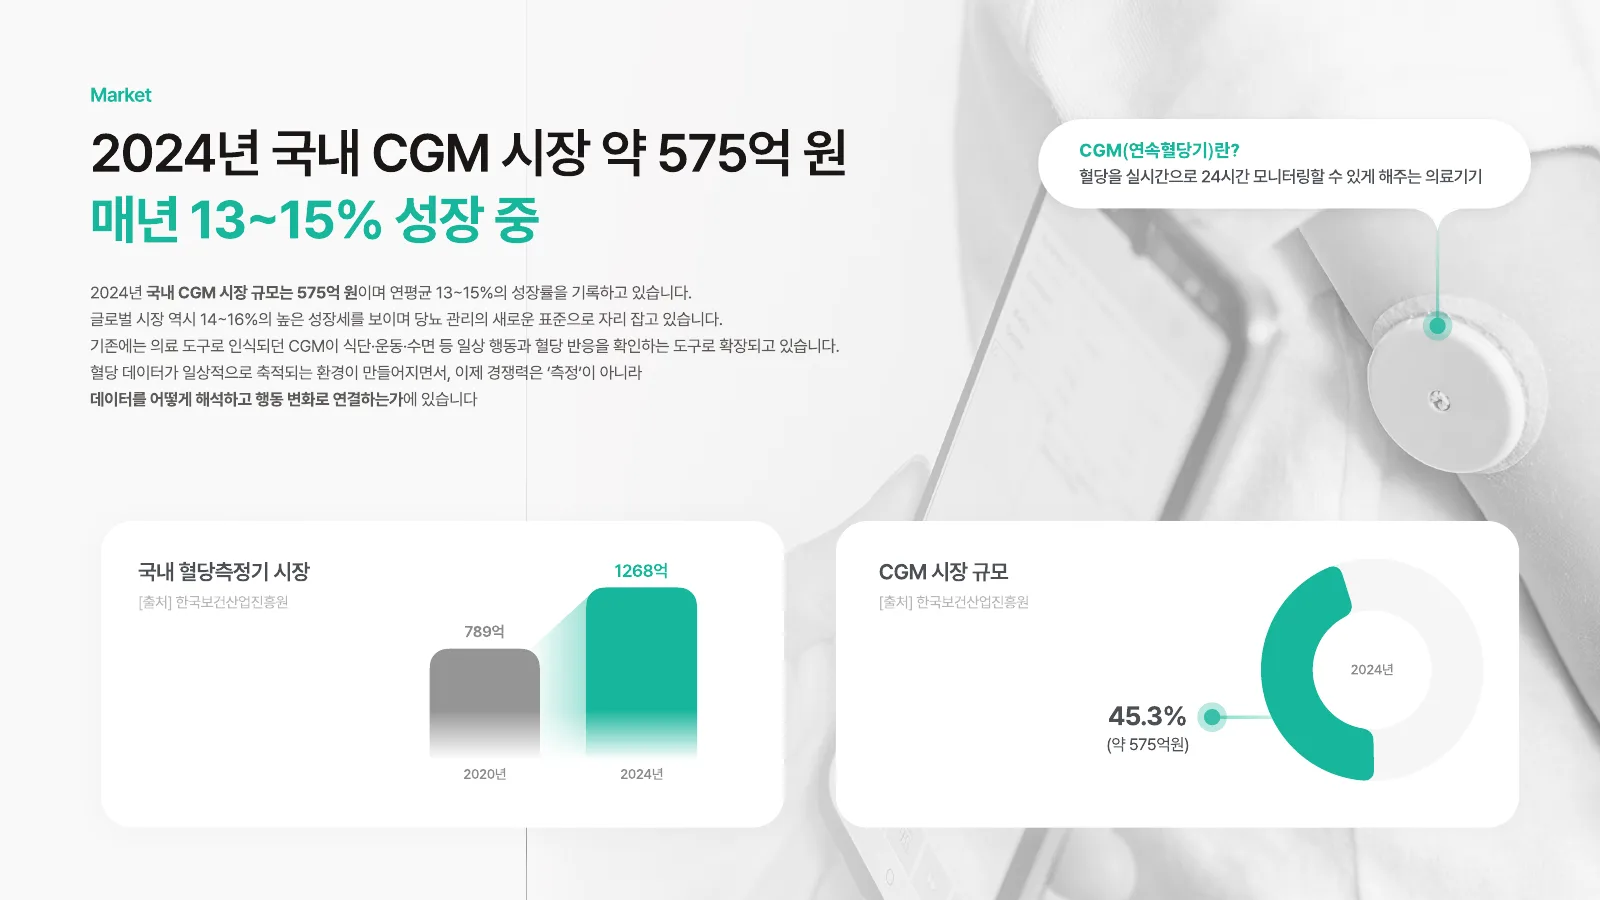 Market
2024년 국내 CGM 시장 약 575억 원
매년 13~15% 성장 중
2024년 국내 CGM 시장 규모는 575억 원이며 연평균 13~15%의 성장률을 기록하고 있습니다.
글로벌 시장 역시 14~16%의 높은 성장세를 보이며 당뇨 관리의 새로운 표준으로 자리 잡고 있습니다.
기존에는 의료 도구로 인식되던 CGM이 식단·운동·수면 등 일상 행동과 혈당 반응을 확인하는 도구로 확장되고 있습니다.
혈당 데이터가 일상적으로 축적되는 환경이 만들어지면서, 이제 경쟁력은 ‘측정’이 아니라
데이터를 어떻게 해석하고 행동 변화로 연결하는가에 있습니다
CGM(연속혈당기)란?
혈당을 실시간으로 24시간 모니터링할 수 있게 해주는 의료기기
국내 혈당측정기 시장
[출처] 한국보건산업진흥원
789억
1268억
2020년
2024년
CGM 시장 규모
[출처] 한국보건산업진흥원
2024년
45.3%
(약 575억원)